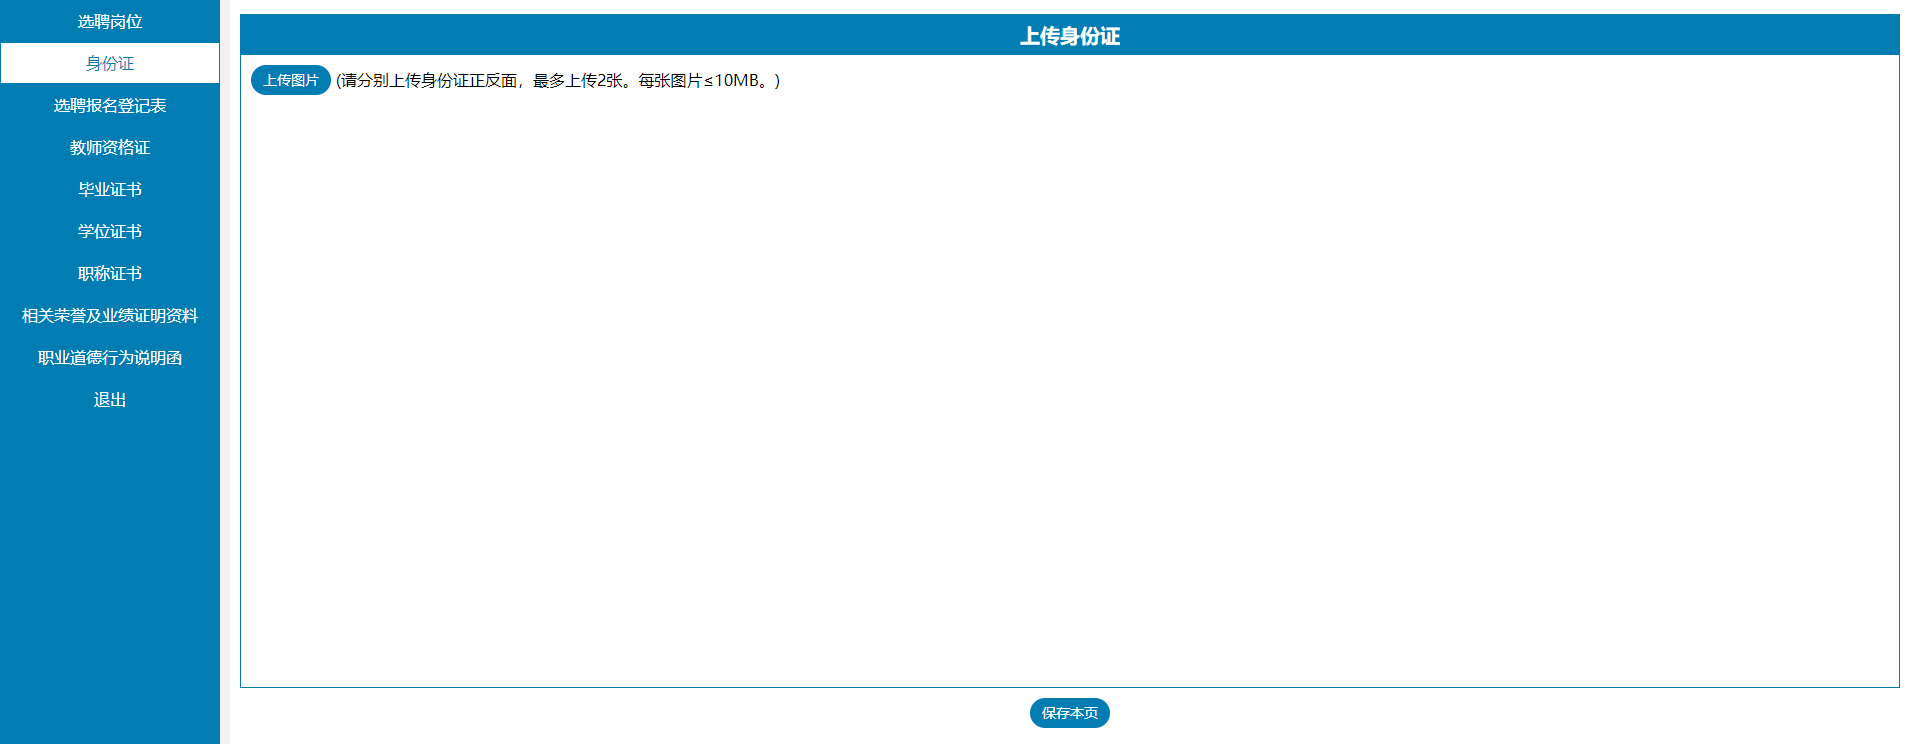 选聘岗位
身份证
选聘报名登记表
教师资格证
毕业证书
学位证书
职称证书
相关荣誉及业绩证明资料
职业道德行为说明函
退出
上传身份证
上传图片 (请分别上传身份证正反面，最多上传2张。每张图片≤10MB。)
保存本页